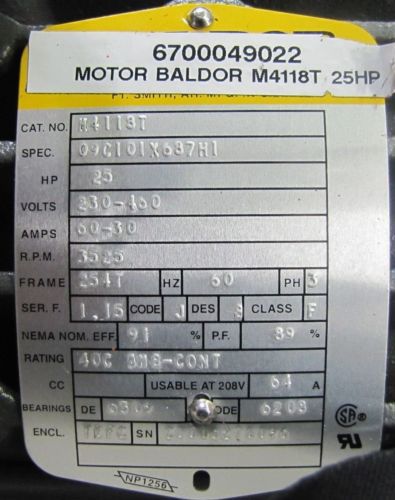 6700049022
MOTOR BALDOR M4118T 25HP
CAT. NO. M4118T
SPEC. 09C101X637H1
HP 25
VOLTS 230-460
AMPS 60-30
R.P.M. 3525
FRAME 254T HZ 60 PH 3
SER. F. 1.15 CODE J DES CLASS F
NEMA NOM. EFF. 91 % P.F. 89 %
RATING 40C AMB-CONT
CC USABLE AT 208V 64 A
BEARINGS DE ODE 6208
ENCL. TEFC SN
NP1256